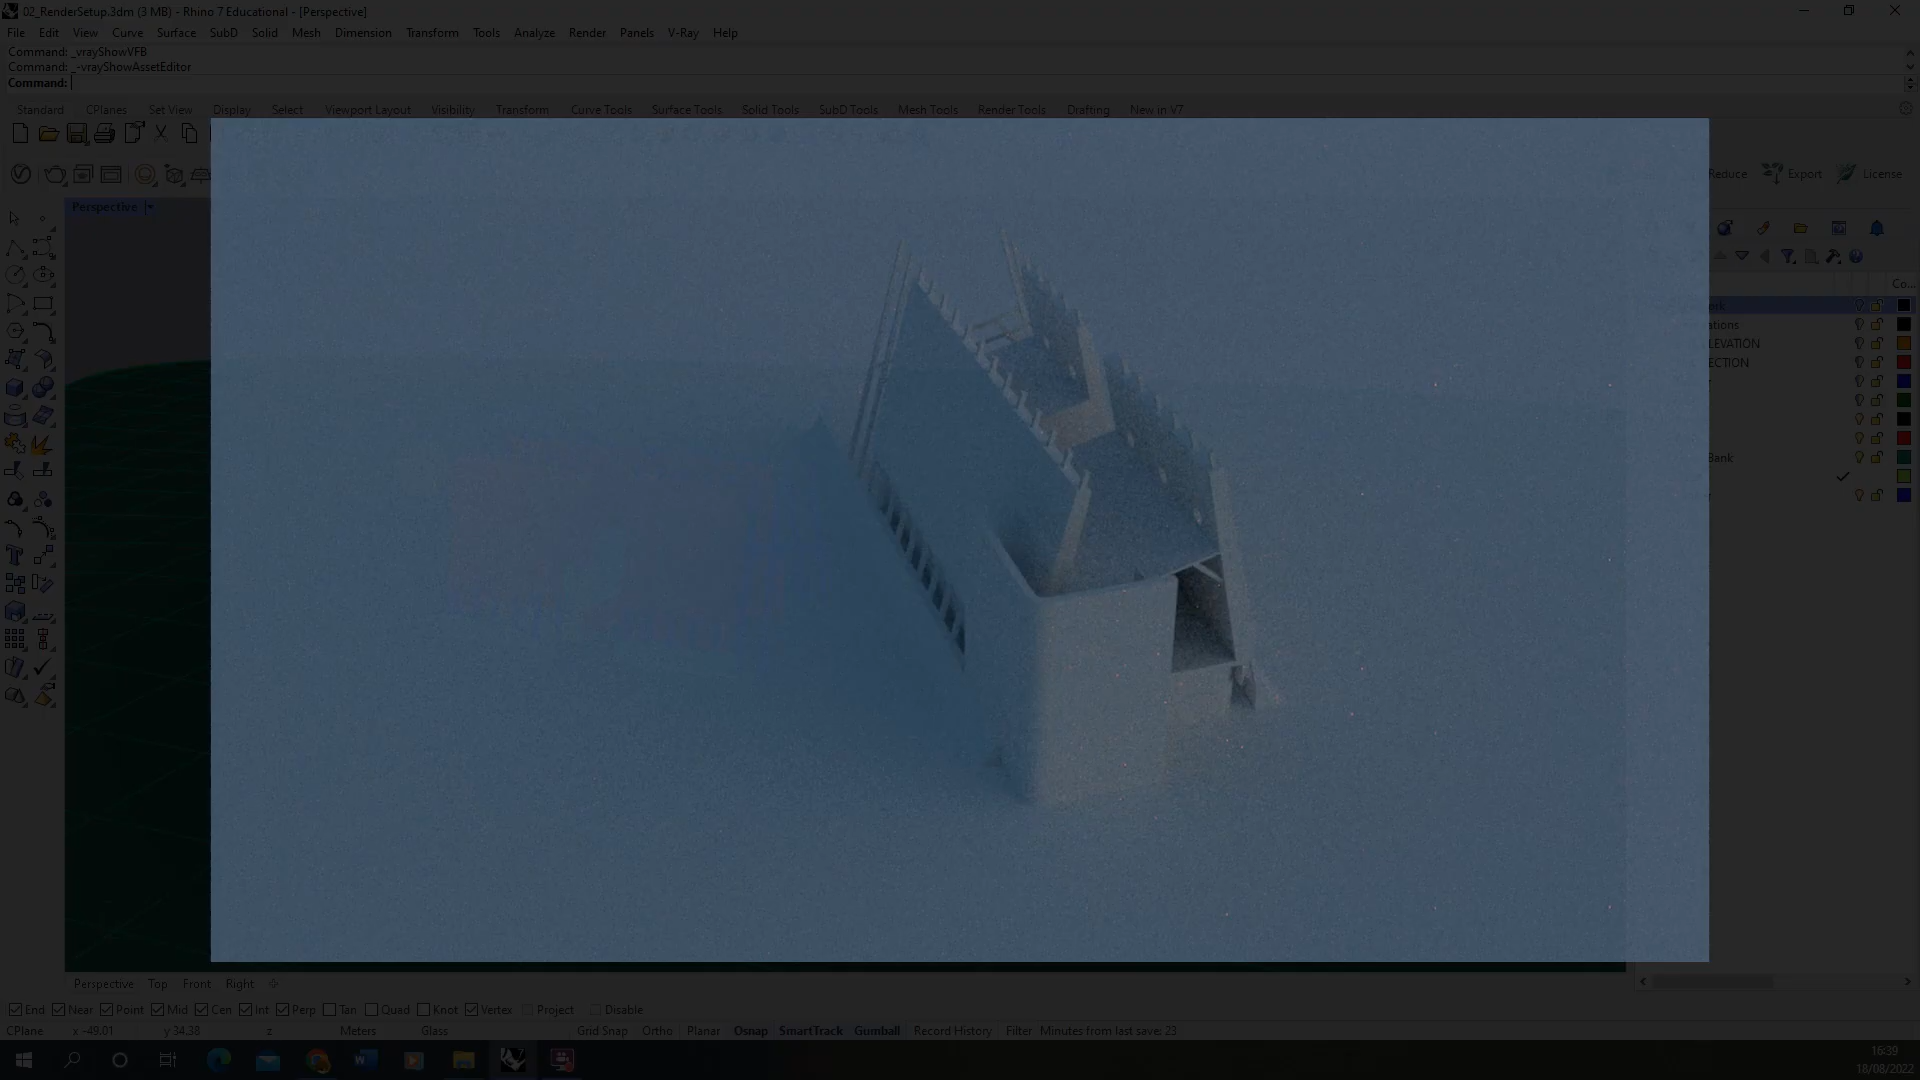 02_RenderSetup.3dm (3 MB) - Rhino 7 Educational - [Perspective]
File Edit View Curve Surface SubD Solid Mesh Dimension Transform Tools Analyze Render Panels V-Ray Help
Command: _vrayShowVFB
Command: _-vrayShowAssetEditor
Command:
Standard CPlanes Set View Display Select Viewport Layout Visibility Transform Curve Tools Surface Tools Solid Tools SubD Tools Mesh Tools Render Tools Drafting New in V7
Reduce Export License
Perspective
Co...
ations
LEVATION
ECTION
Bank
Perspective Top Front Right
End Near Point Mid Cen Int Perp Tan Quad Knot Vertex Project Disable
CPlane x -49.01 y 34.38 z Meters Glass Grid Snap Ortho Planar Osnap SmartTrack Gumball Record History Filter Minutes from last save: 23
16:39
18/08/2022